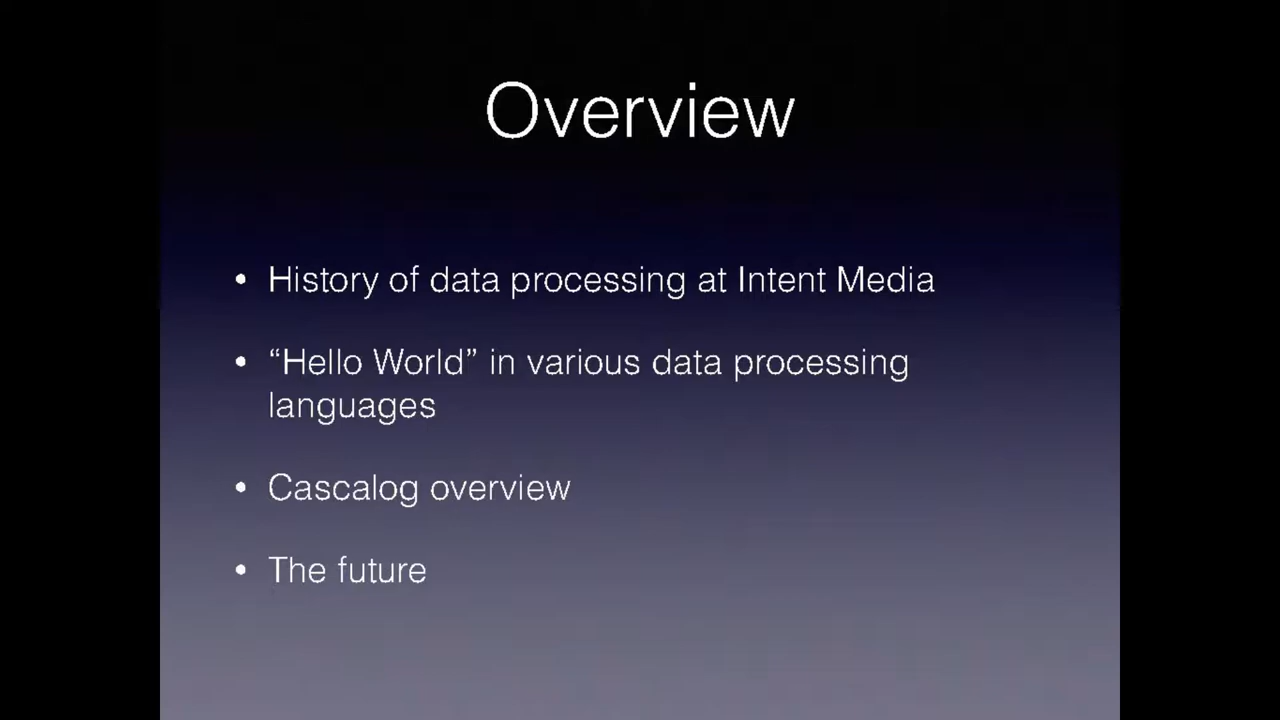 Overview
• History of data processing at Intent Media
• “Hello World” in various data processing
languages
• Cascalog overview
• The future